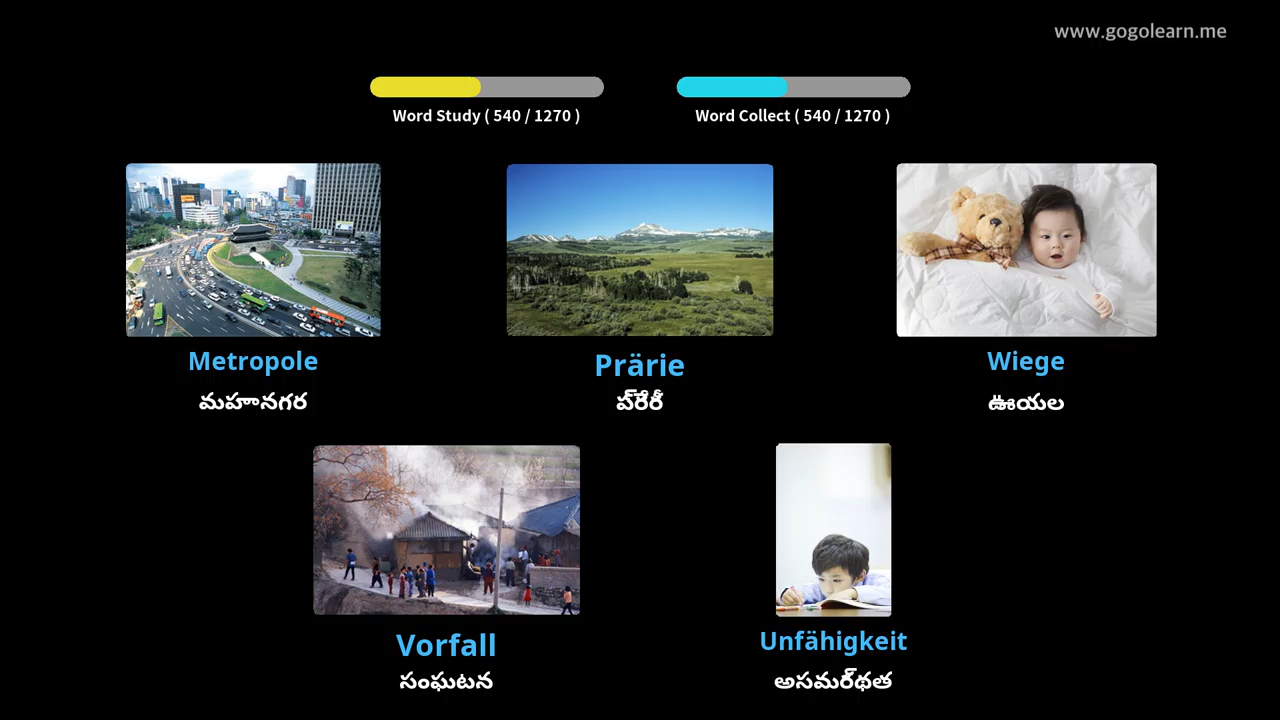 www.gogolearn.me
Word Study ( 540 / 1270 )
Word Collect ( 540 / 1270 )
Metropole
మహానగర
Prärie
ప్రేరీ
Wiege
ఊయల
Vorfall
సంఘటన
Unfähigkeit
అసమర్థత